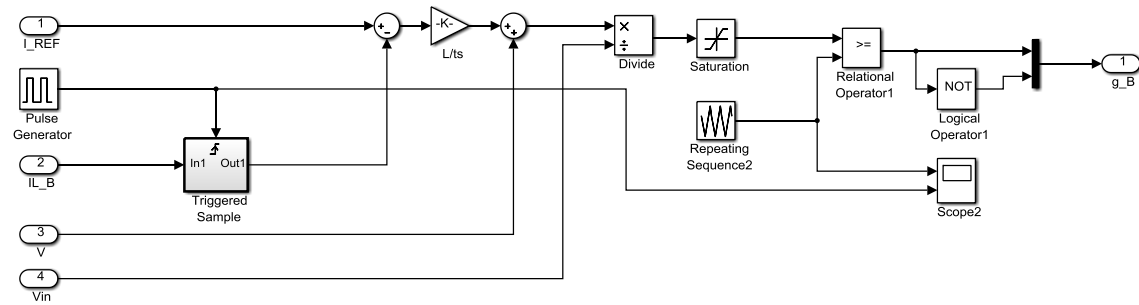 1
I_REF
+
−
-K-
L/ts
+
+
×
÷
Divide
Saturation
>=
Relational
Operator1
NOT
Logical
Operator1
1
g_B
Pulse
Generator
Repeating
Sequence2
2
IL_B
In1
Out1
Triggered
Sample
Scope2
3
V
4
Vin